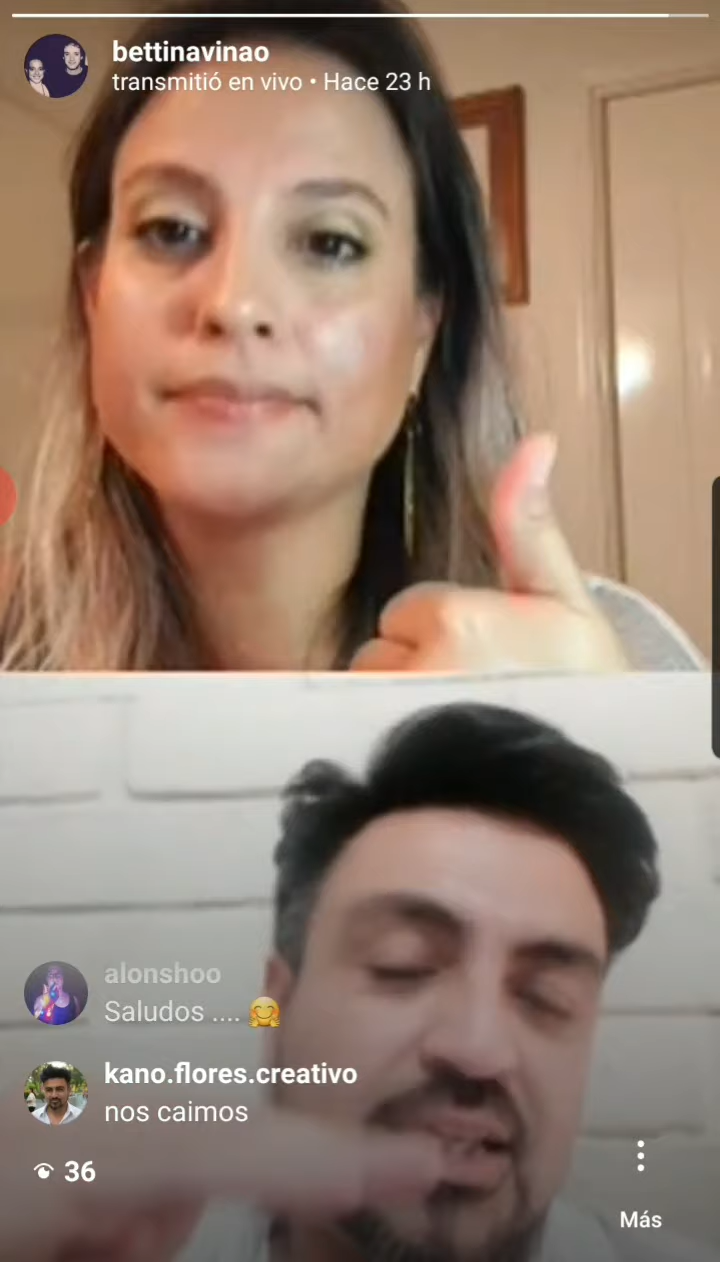 bettinavinao
transmitió en vivo • Hace 23 h
alonshoo
Saludos .... 🤗
kano.flores.creativo
nos caimos
36
Más